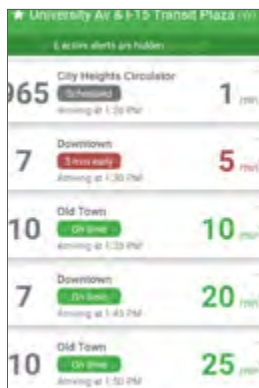 ★ University Av & I-15 Transit Plaza
active alerts are hidden
City Heights Circulator
965 Scheduled 1 min
Arriving at 1:26 PM
Downtown
7 3 min early 5 min
Arriving at 1:30 PM
Old Town
10 On time 10 min
Arriving at 1:35 PM
Downtown
7 On time 20 min
Arriving at 1:45 PM
Old Town
10 On time 25 min
Arriving at 1:50 PM